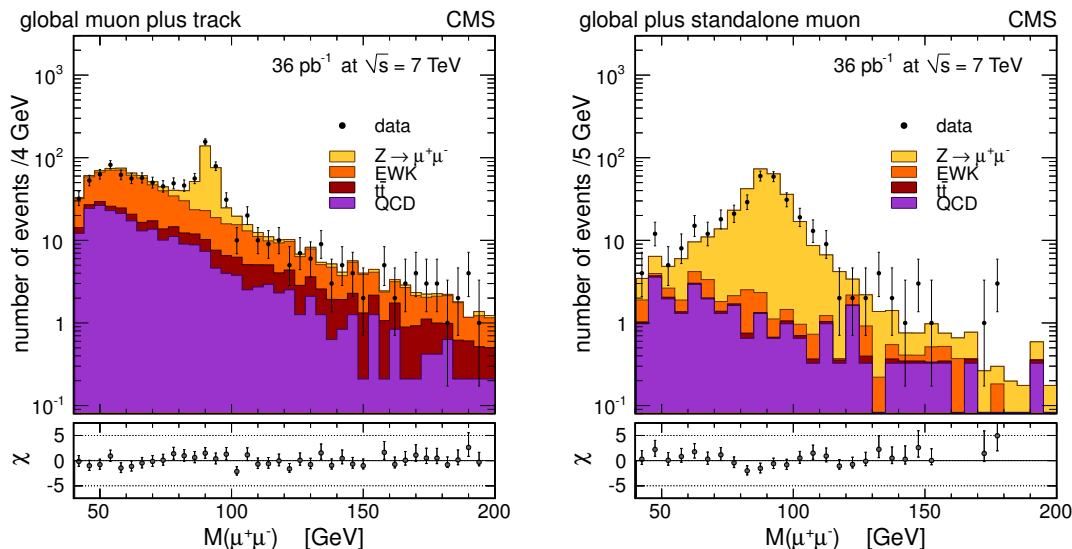 global muon plus track CMS
36 pb⁻¹ at √s = 7 TeV
number of events /4 GeV
10³
10²
10
1
10⁻¹
data
Z → μ⁺μ⁻
EWK
tt̄
QCD
χ
5
0
-5
50 100 150 200
M(μ⁺μ⁻) [GeV]
global plus standalone muon CMS
36 pb⁻¹ at √s = 7 TeV
number of events /5 GeV
10³
10²
10
1
10⁻¹
data
Z → μ⁺μ⁻
EWK
tt̄
QCD
χ
5
0
-5
50 100 150 200
M(μ⁺μ⁻) [GeV]